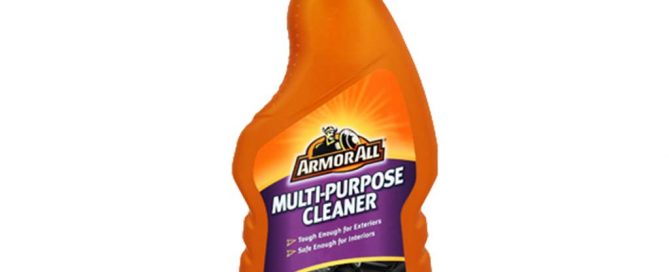 ARMORALL
MULTI-PURPOSE
CLEANER
Tough Enough for Exteriors
Safe Enough for Interiors